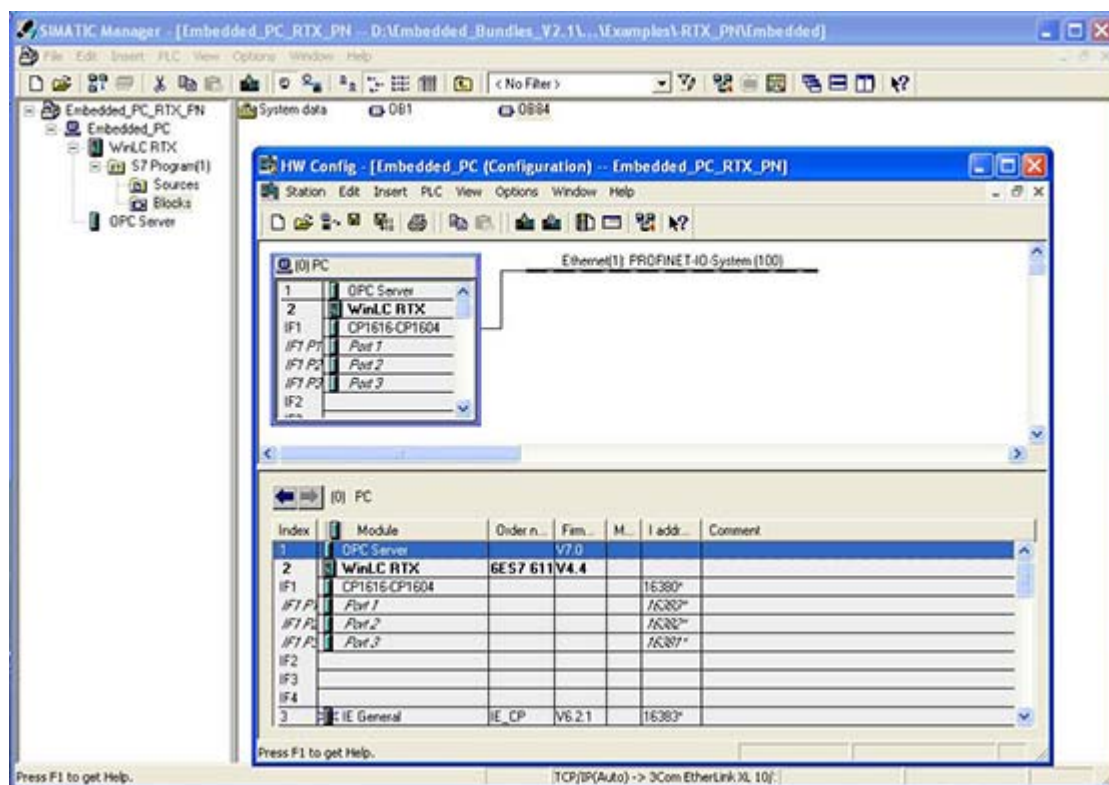 SIMATIC Manager - [Embedded_PC_RTX_PN -- D:\Embedded_Bundles_V2.1\...\Examples\RTX_PN\Embedded]
File Edit Insert PLC View Options Window Help
< No Filter >
Embedded_PC_RTX_PN
Embedded_PC
WinLC RTX
S7 Program(1)
Sources
Blocks
OPC Server
System data OB1 OB84
HW Config - [Embedded_PC (Configuration) -- Embedded_PC_RTX_PN]
Station Edit Insert PLC View Options Window Help
(0) PC
1 OPC Server
2 WinLC RTX
IF1 CP1616-CP1604
IF1 P1 Port 1
IF1 P2 Port 2
IF1 P3 Port 3
IF2
Ethernet(1): PROFINET-IO-System (100)
(0) PC
Index Module Order n... Firm... M... I addr... Comment
1 OPC Server V7.0
2 WinLC RTX 6ES7 611 V4.4
IF1 CP1616-CP1604 16380*
IF1 P Port 1
IF1 P Port 2 16382*
IF1 P Port 3 16381*
IF2
IF3
IF4
3 IE General IE_CP V6.2.1 16383*
Press F1 to get Help.
Press F1 to get Help.
TCP/IP(Auto) -> 3Com EtherLink XL 10/